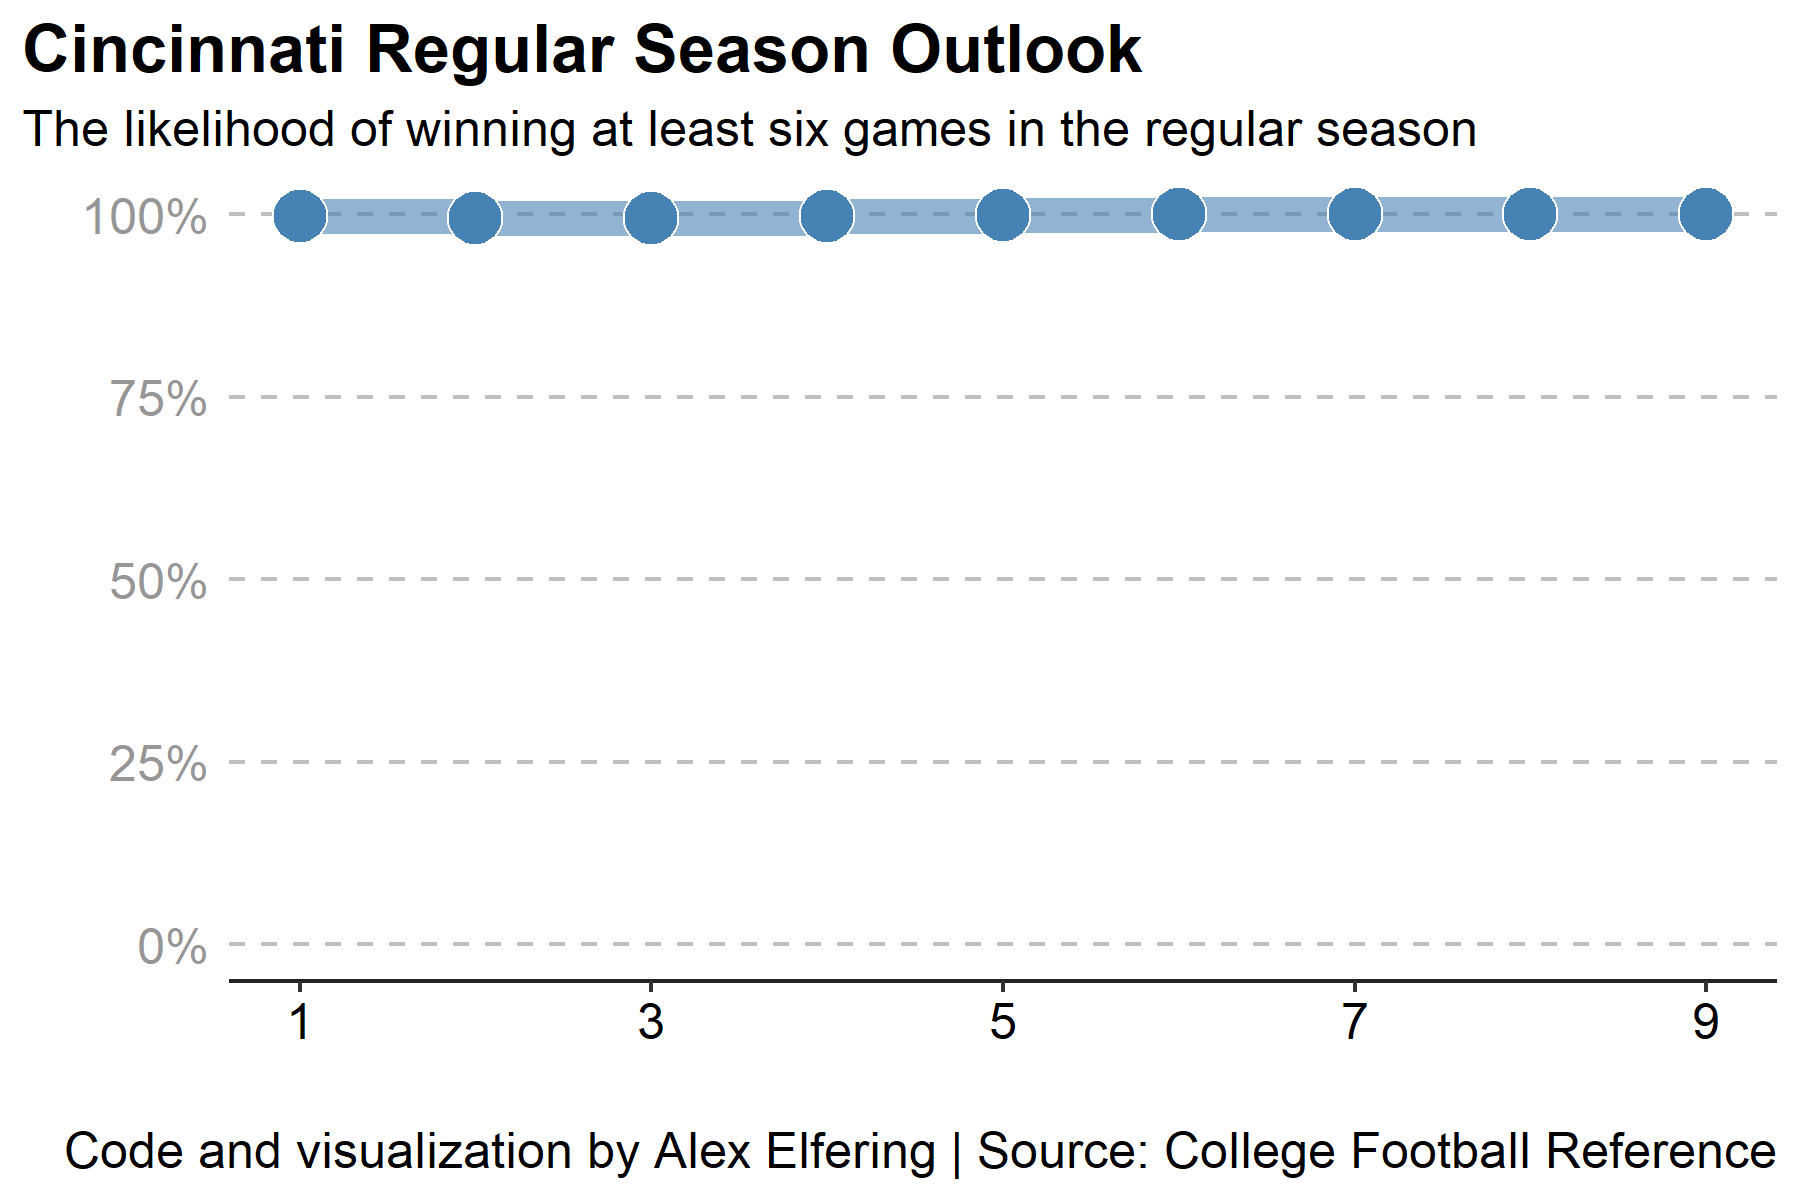 Cincinnati Regular Season Outlook
The likelihood of winning at least six games in the regular season
100%
75%
50%
25%
0%
1 3 5 7 9
Code and visualization by Alex Elfering | Source: College Football Reference